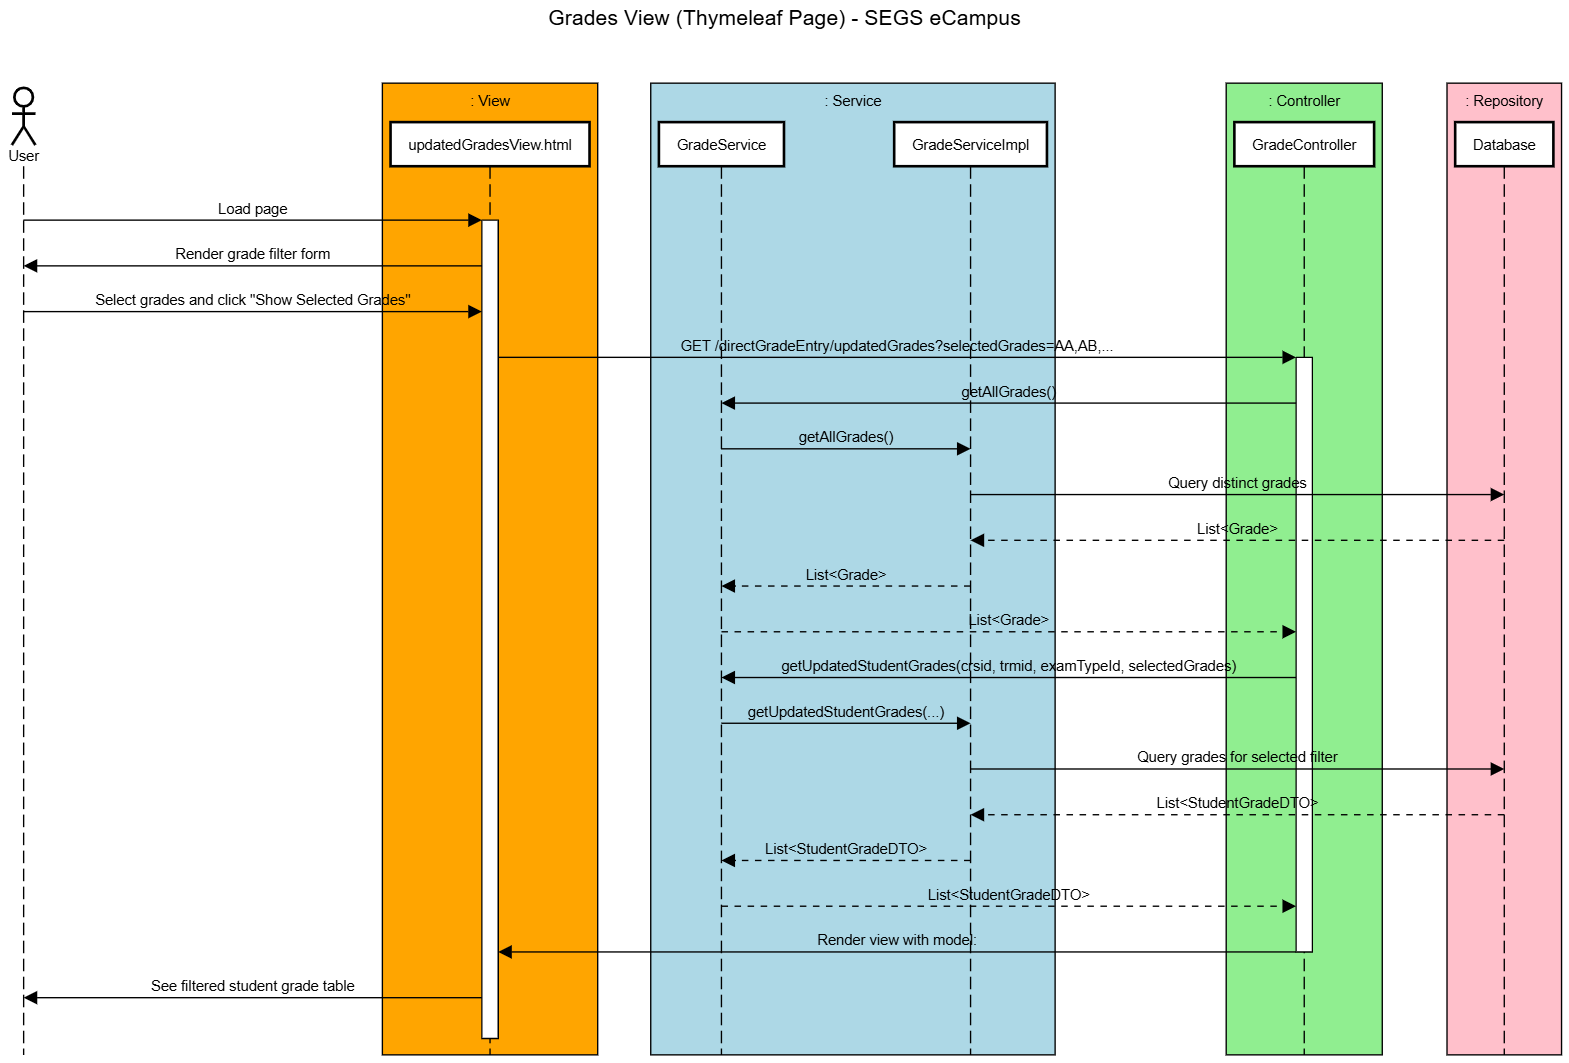 Grades View (Thymeleaf Page) - SEGS eCampus
: View
: Service
: Controller
: Repository
User
updatedGradesView.html
GradeService
GradeServiceImpl
GradeController
Database
Load page
Render grade filter form
Select grades and click "Show Selected Grades"
GET /directGradeEntry/updatedGrades?selectedGrades=AA,AB,...
getAllGrades()
getAllGrades()
Query distinct grades
List<Grade>
List<Grade>
List<Grade>
getUpdatedStudentGrades(crsid, trmid, examTypeId, selectedGrades)
getUpdatedStudentGrades(...)
Query grades for selected filter
List<StudentGradeDTO>
List<StudentGradeDTO>
List<StudentGradeDTO>
Render view with model:
See filtered student grade table